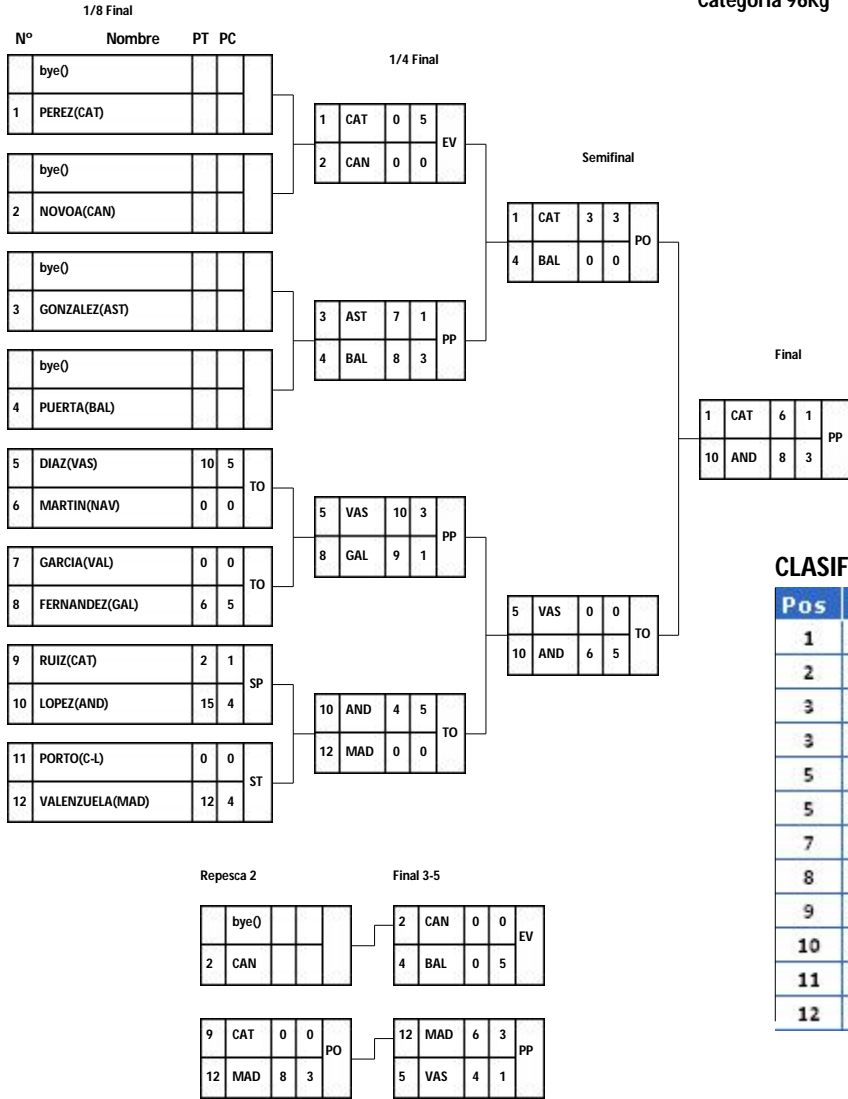 Categoría 96Kg
1/8 Final
Nº Nombre PT PC
bye()
1 PEREZ(CAT)
bye()
2 NOVOA(CAN)
bye()
3 GONZALEZ(AST)
bye()
4 PUERTA(BAL)
5 DIAZ(VAS) 10 5
TO
6 MARTIN(NAV) 0 0
7 GARCIA(VAL) 0 0
TO
8 FERNANDEZ(GAL) 6 5
9 RUIZ(CAT) 2 1
SP
10 LOPEZ(AND) 15 4
11 PORTO(C-L) 0 0
ST
12 VALENZUELA(MAD) 12 4
1/4 Final
1 CAT 0 5
EV
2 CAN 0 0
3 AST 7 1
PP
4 BAL 8 3
5 VAS 10 3
PP
8 GAL 9 1
10 AND 4 5
TO
12 MAD 0 0
Semifinal
1 CAT 3 3
PO
4 BAL 0 0
5 VAS 0 0
TO
10 AND 6 5
Final
1 CAT 6 1
PP
10 AND 8 3
CLASIF
Pos
1
2
3
3
5
5
7
8
9
10
11
12
Repesca 2
bye()
2 CAN
9 CAT 0 0
PO
12 MAD 8 3
Final 3-5
2 CAN 0 0
EV
4 BAL 0 5
12 MAD 6 3
PP
5 VAS 4 1